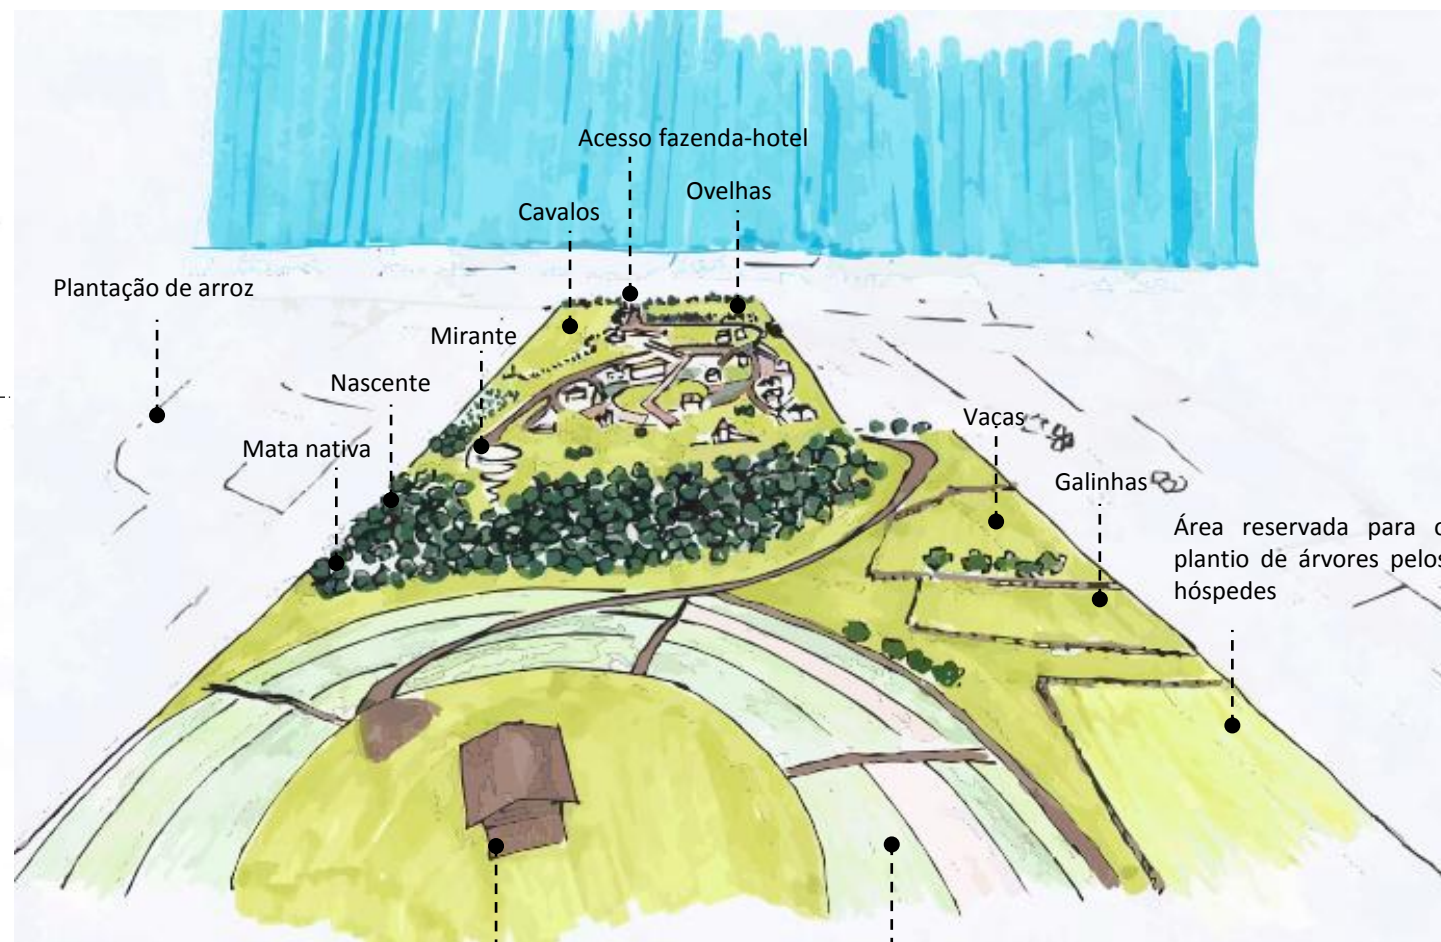 Acesso fazenda-hotel
Ovelhas
Cavalos
Plantação de arroz
Mirante
Nascente
Vacas
Mata nativa
Galinhas
Área reservada para
plantio de árvores pelos
hóspedes